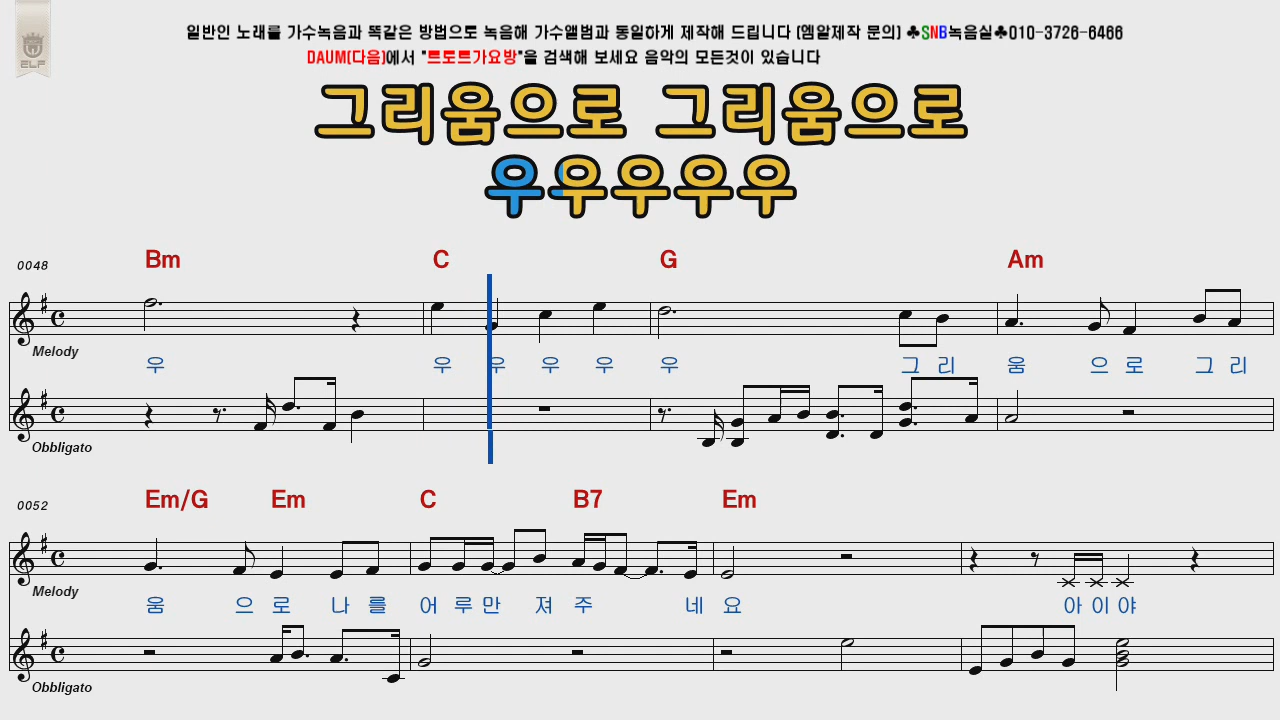 ELF
일반인 노래를 가수녹음과 똑같은 방법으로 녹음해 가수앨범과 동일하게 제작해 드립니다 (엠알제작 문의) ♣SNB녹음실♣010-3726-6466
DAUM(다음)에서 "트로트가요방"을 검색해 보세요 음악의 모든것이 있습니다
그리움으로 그리움으로
우우우우우
0048 Bm C G Am
Melody
우 우 우 우 우 우 그 리 움 으 로 그 리
Obbligato
0052 Em/G Em C B7 Em
Melody
움 으 로 나 를 어 루 만 져 주 네 요 아 이 야
Obbligato